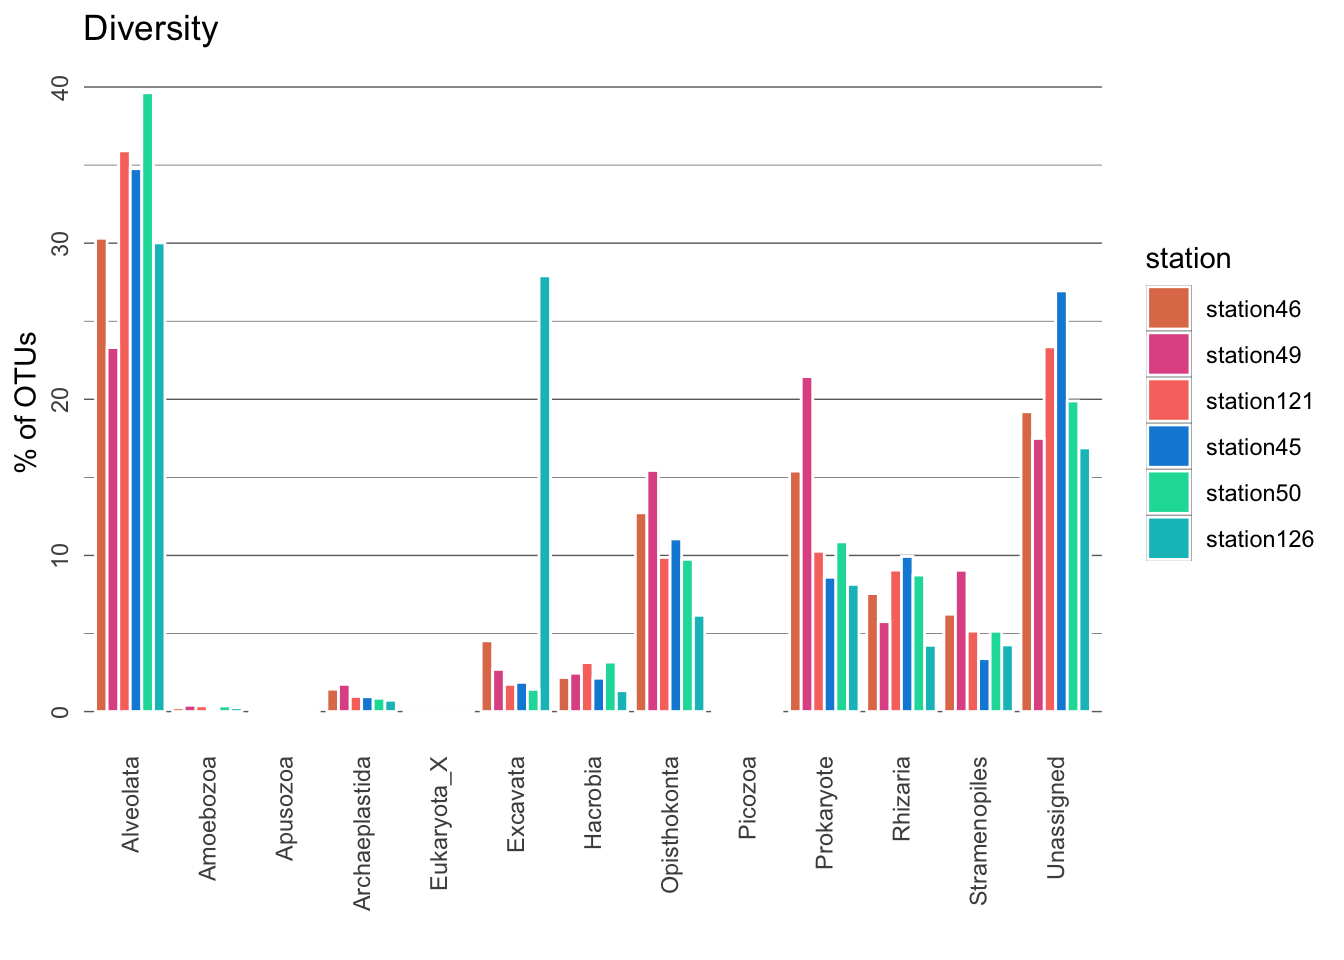 Diversity
40
30
20
10
0
% of OTUs
Alveolata
Amoebozoa
Apusozoa
Archaeplastida
Eukaryota_X
Excavata
Hacrobia
Opisthokonta
Picozoa
Prokaryote
Rhizaria
Stramenopiles
Unassigned
station
station46
station49
station121
station45
station50
station126